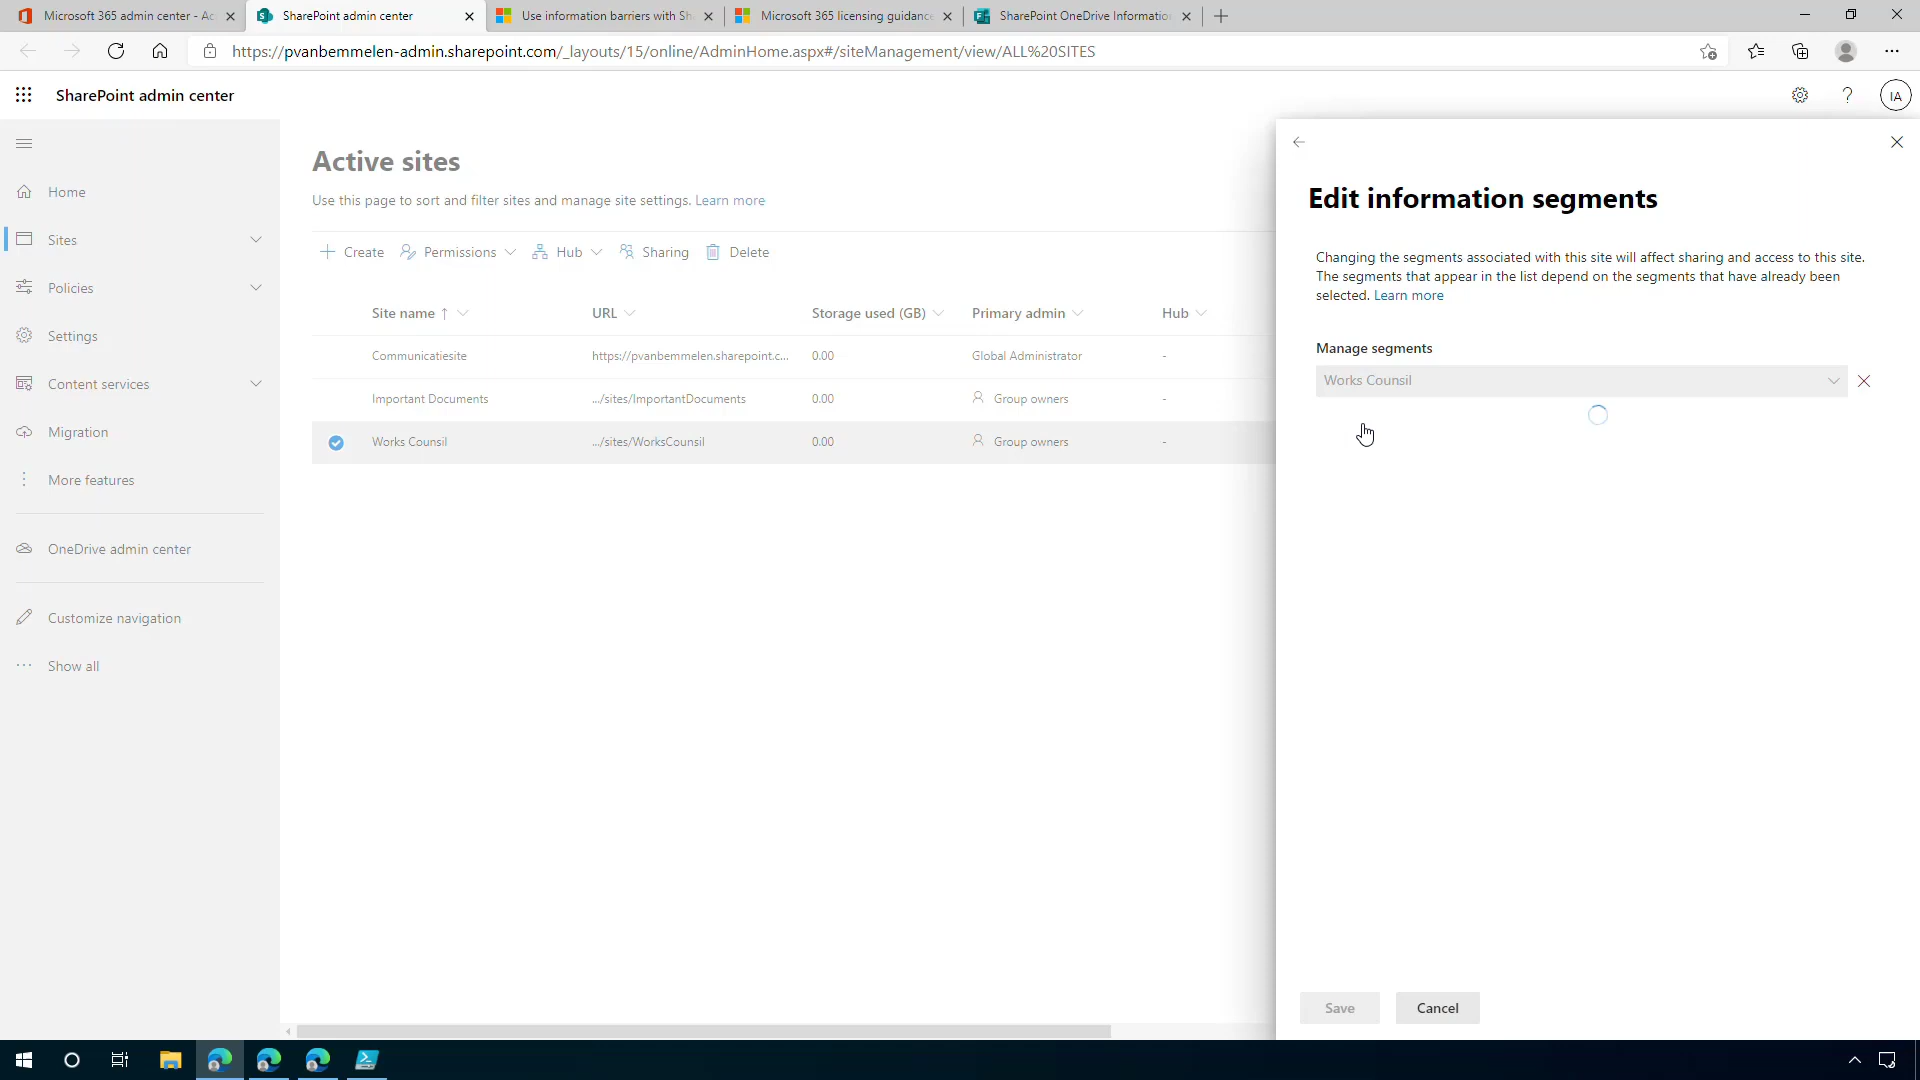 Microsoft 365 admin center - Ac
SharePoint admin center
Use information barriers with Sh
Microsoft 365 licensing guidance
SharePoint OneDrive Informatio
https://pvanbemmelen-admin.sharepoint.com/_layouts/15/online/AdminHome.aspx#/siteManagement/view/ALL%20SITES
SharePoint admin center
IA
Home
Sites
Policies
Settings
Content services
Migration
More features
OneDrive admin center
Customize navigation
Show all
Active sites
Use this page to sort and filter sites and manage site settings. Learn more
Create Permissions Hub Sharing Delete
Site name ↑ URL Storage used (GB) Primary admin Hub
Communicatiesite https://pvanbemmelen.sharepoint.c... 0.00 Global Administrator -
Important Documents .../sites/ImportantDocuments 0.00 Group owners -
Works Counsil .../sites/WorksCounsil 0.00 Group owners -
Edit information segments
Changing the segments associated with this site will affect sharing and access to this site.
The segments that appear in the list depend on the segments that have already been
selected. Learn more
Manage segments
Works Counsil
Save Cancel